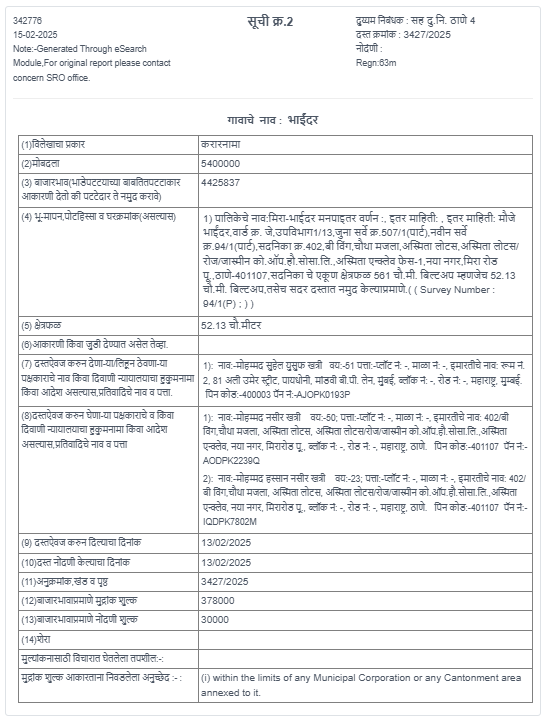 342776
15-02-2025
Note:-Generated Through eSearch
Module,For original report please contact
concern SRO office.
सूची क्र.2
दुय्यम निबंधक : सह दु.नि. ठाणे 4
दस्त क्रमांक : 3427/2025
नोदंणी :
Regn:63m
गावाचे नाव : भाईंदर
(1)विलेखाचा प्रकार करारनामा
(2)मोबदला 5400000
(3) बाजारभाव(भाडेपटटयाच्या बाबतितपटटाकार
आकारणी देतो की पटटेदार ते नमुद करावे) 4425837
(4) भू-मापन,पोटहिस्सा व घरक्रमांक(असल्यास)
1) पालिकेचे नाव:मिरा-भाईंदर मनपाइतर वर्णन :, इतर माहिती: , इतर माहिती: मौजे
भाईंदर,वार्ड क्र. जे,उपविभाग1/13,जुना सर्वे क्र.507/1(पार्ट),नवीन सर्वे
क्र.94/1(पार्ट),सदनिका क्र.402,बी विंग,चौथा मजला,अस्मिता लोटस,अस्मिता लोटस/
रोज/जास्मीन को.ऑप.हौ.सोसा.लि.,अस्मिता एन्क्लेव फेस-1,नया नगर,मिरा रोड
पू.,ठाणे-401107,सदनिका चे एकूण क्षेत्रफळ 561 चौ.मी. बिल्टअप म्हणजेच 52.13
चौ.मी. बिल्टअप,तसेच सदर दस्तात नमुद केल्याप्रमाणे.( ( Survey Number :
94/1(P) ; ) )
(5) क्षेत्रफळ 52.13 चौ.मीटर
(6)आकारणी किंवा जुडी देण्यात असेल तेव्हा.
(7) दस्तऐवज करुन देणा-या/लिहून ठेवणा-या
पक्षकाराचे नाव किंवा दिवाणी न्यायालयाचा हुकुमनामा
किंवा आदेश असल्यास,प्रतिवादिचे नाव व पत्ता.
1): नाव:-मोहम्मद सुहेल युसुफ खत्री वय:-51 पत्ता:-प्लॉट नं: -, माळा नं: -, इमारतीचे नाव: रूम नं.
2, 81 अली उमेर स्ट्रीट, पायधोनी, मांडवी बी.पी. लेन, मुंबई, ब्लॉक नं: -, रोड नं: -, महाराष्ट्र, मुम्बई.
पिन कोड:-400003 पॅन नं:-AJOPK0193P
(8)दस्तऐवज करुन घेणा-या पक्षकाराचे व किंवा
दिवाणी न्यायालयाचा हुकुमनामा किंवा आदेश
असल्यास,प्रतिवादिचे नाव व पत्ता
1): नाव:-मोहम्मद नसीर खत्री वय:-50; पत्ता:-प्लॉट नं: -, माळा नं: -, इमारतीचे नाव: 402/बी
विंग,चौथा मजला, अस्मिता लोटस, अस्मिता लोटस/रोज/जास्मीन को.ऑप.हौ.सोसा.लि.,अस्मिता
एन्क्लेव, नया नगर, मिरारोड पू., ब्लॉक नं: -, रोड नं: -, महाराष्ट्र, ठाणे. पिन कोड:-401107 पॅन नं:-
AODPK2239Q
2): नाव:-मोहम्मद हस्सान नसीर खत्री वय:-23; पत्ता:-प्लॉट नं: -, माळा नं: -, इमारतीचे नाव: 402/
बी विंग,चौथा मजला, अस्मिता लोटस, अस्मिता लोटस/रोज/जास्मीन को.ऑप.हौ.सोसा.लि.,अस्मिता
एन्क्लेव, नया नगर, मिरारोड पू., ब्लॉक नं: -, रोड नं: -, महाराष्ट्र, ठाणे. पिन कोड:-401107 पॅन नं:-
IQDPK7802M
(9) दस्तऐवज करुन दिल्याचा दिनांक 13/02/2025
(10)दस्त नोंदणी केल्याचा दिनांक 13/02/2025
(11)अनुक्रमांक,खंड व पृष्ठ 3427/2025
(12)बाजारभावाप्रमाणे मुद्रांक शुल्क 378000
(13)बाजारभावाप्रमाणे नोंदणी शुल्क 30000
(14)शेरा
मुल्यांकनासाठी विचारात घेतलेला तपशील:-:
मुद्रांक शुल्क आकारताना निवडलेला अनुच्छेद :- : (i) within the limits of any Municipal Corporation or any Cantonment area
annexed to it.